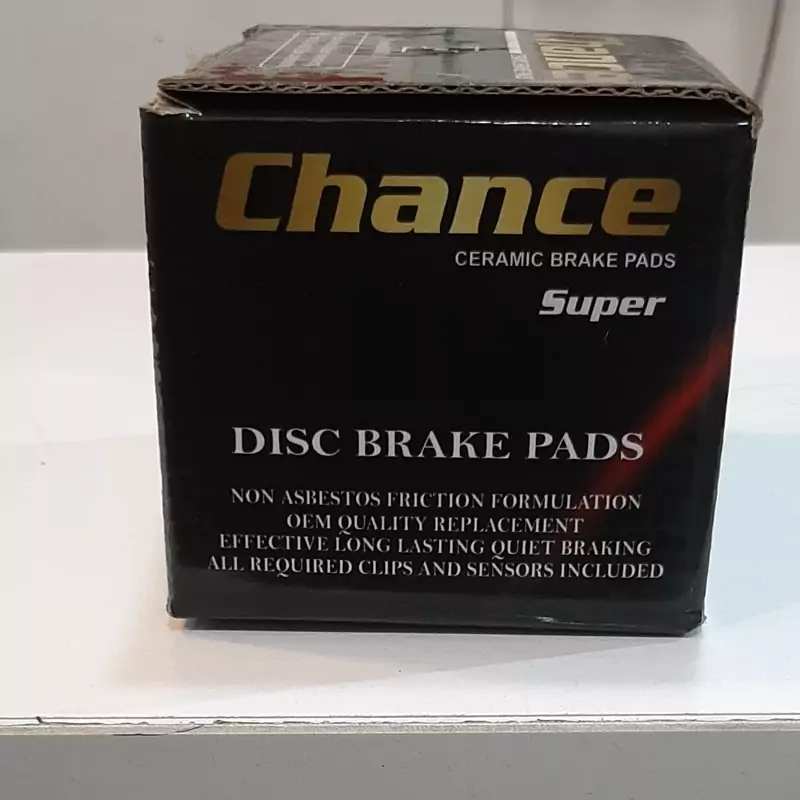 Chance
CERAMIC BRAKE PADS
Super
DISC BRAKE PADS
NON ASBESTOS FRICTION FORMULATION
OEM QUALITY REPLACEMENT
EFFECTIVE LONG LASTING QUIET BRAKING
ALL REQUIRED CLIPS AND SENSORS INCLUDED